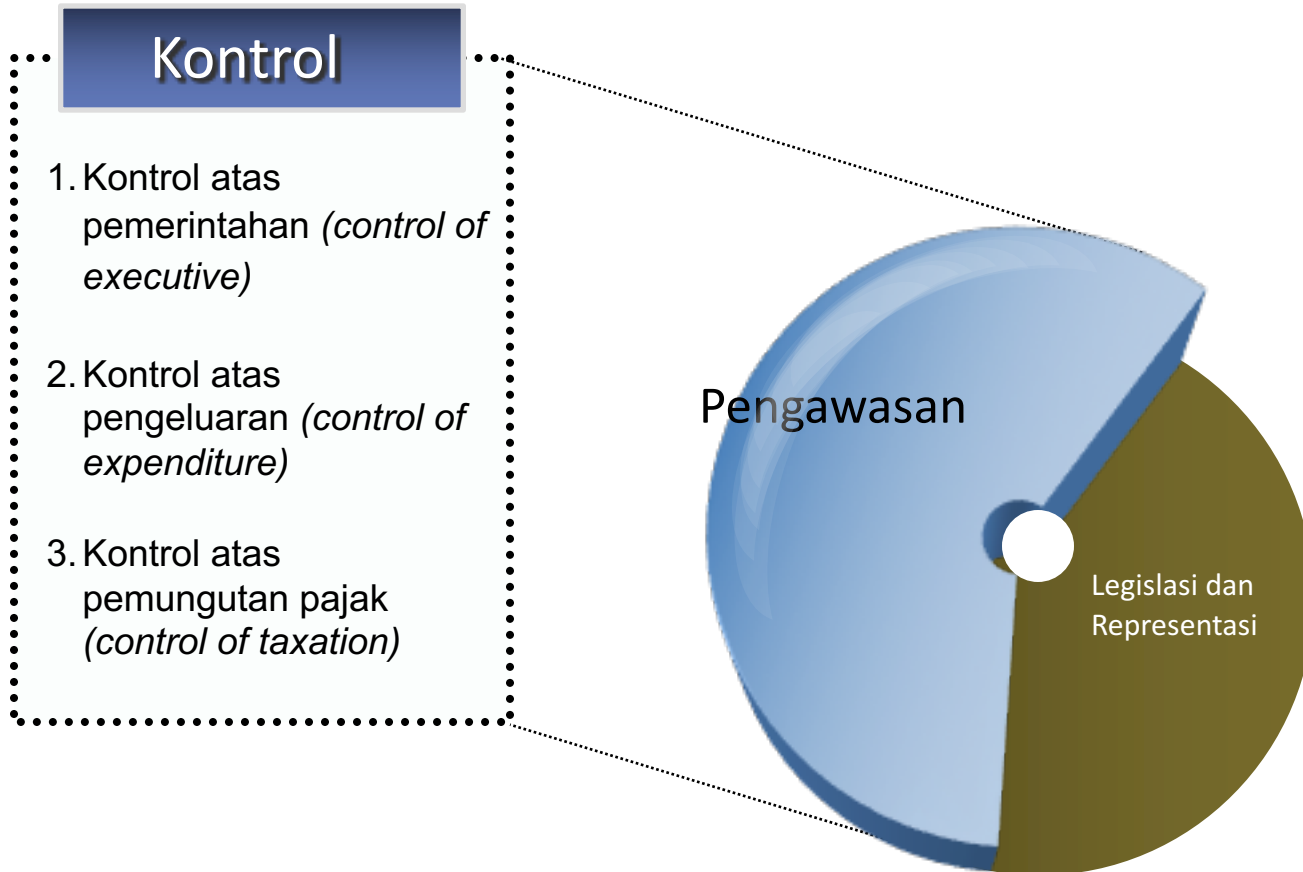 Kontrol
1. Kontrol atas
pemerintahan (control of
executive)
2. Kontrol atas
pengeluaran (control of
expenditure)
3. Kontrol atas
pemungutan pajak
(control of taxation)
Pengawasan
Legislasi dan
Representasi